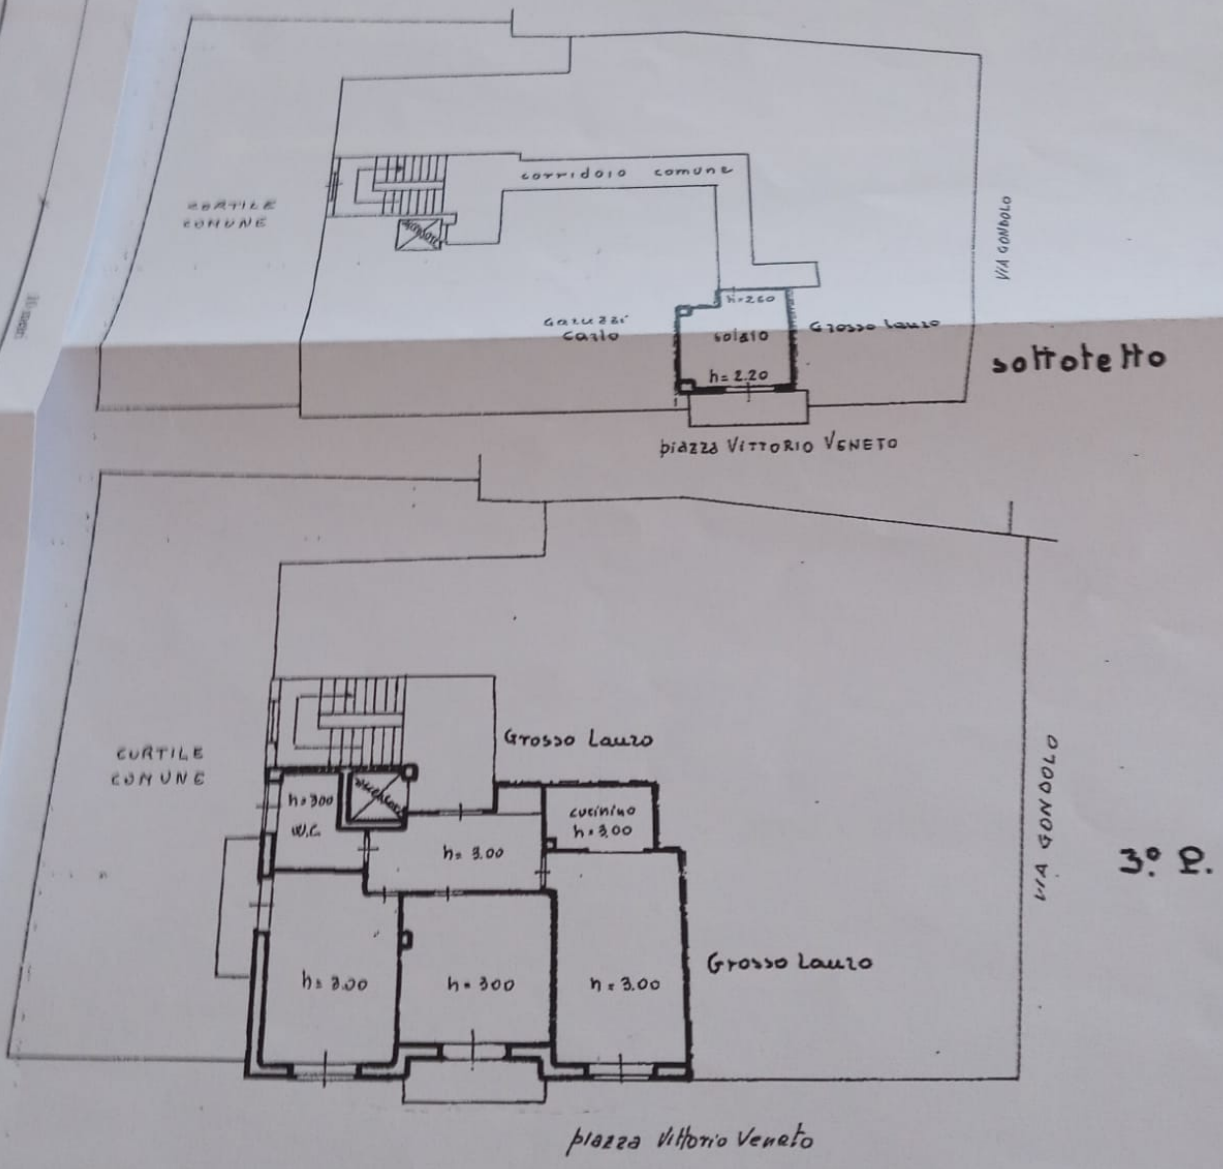 corridoio comune
CORTILE
COMUNE
VIA GONDOLO
h=2.60
Garuzzi
Carlo
solaio
Grosso Lauro
h=2.20
sottotetto
piazza VITTORIO VENETO
Grosso Lauro
CURTILE
COMUNE
h=300
W.C.
ascensore
cucinino
h=3.00
h=3.00
VIA GONDOLO
3° P.
Grosso Lauro
h=3.00
h=300
h=3.00
piazza Vittorio Veneto